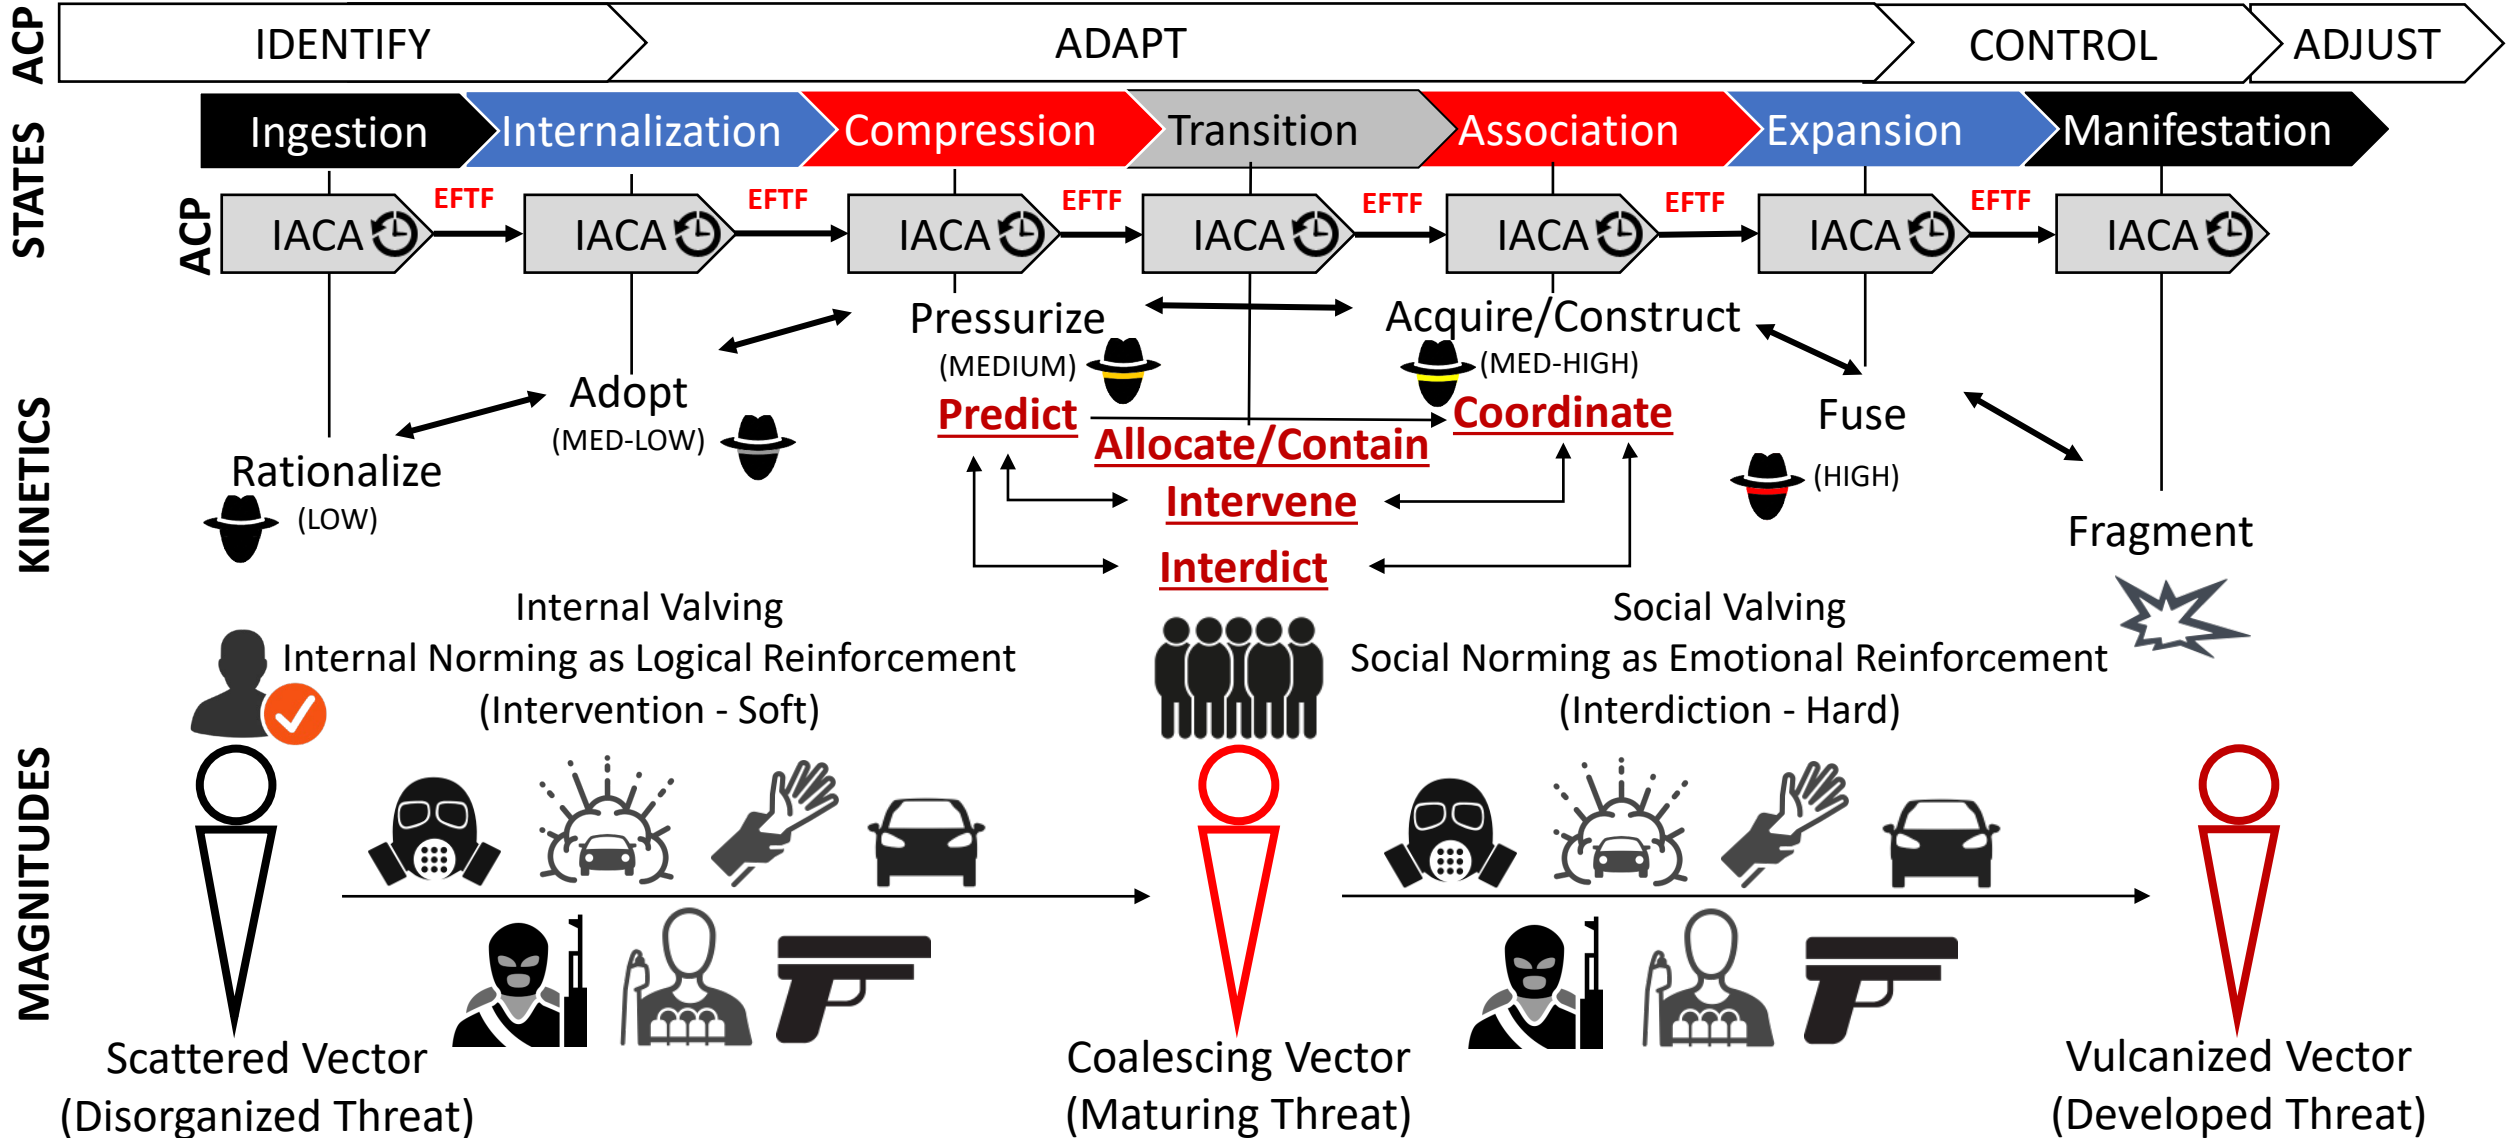 ACP
IDENTIFY
ADAPT
CONTROL
ADJUST
STATES
Ingestion
Internalization
Compression
Transition
Association
Expansion
Manifestation
ACP
IACA
EFTF
IACA
EFTF
IACA
EFTF
IACA
EFTF
IACA
EFTF
IACA
EFTF
IACA
KINETICS
Rationalize
(LOW)
Adopt
(MED-LOW)
Pressurize
(MEDIUM)
Predict
Allocate/Contain
Intervene
Interdict
Acquire/Construct
(MED-HIGH)
Coordinate
Fuse
(HIGH)
Fragment
Internal Valving
Internal Norming as Logical Reinforcement
(Intervention - Soft)
Social Valving
Social Norming as Emotional Reinforcement
(Interdiction - Hard)
MAGNITUDES
Scattered Vector
(Disorganized Threat)
Coalescing Vector
(Maturing Threat)
Vulcanized Vector
(Developed Threat)